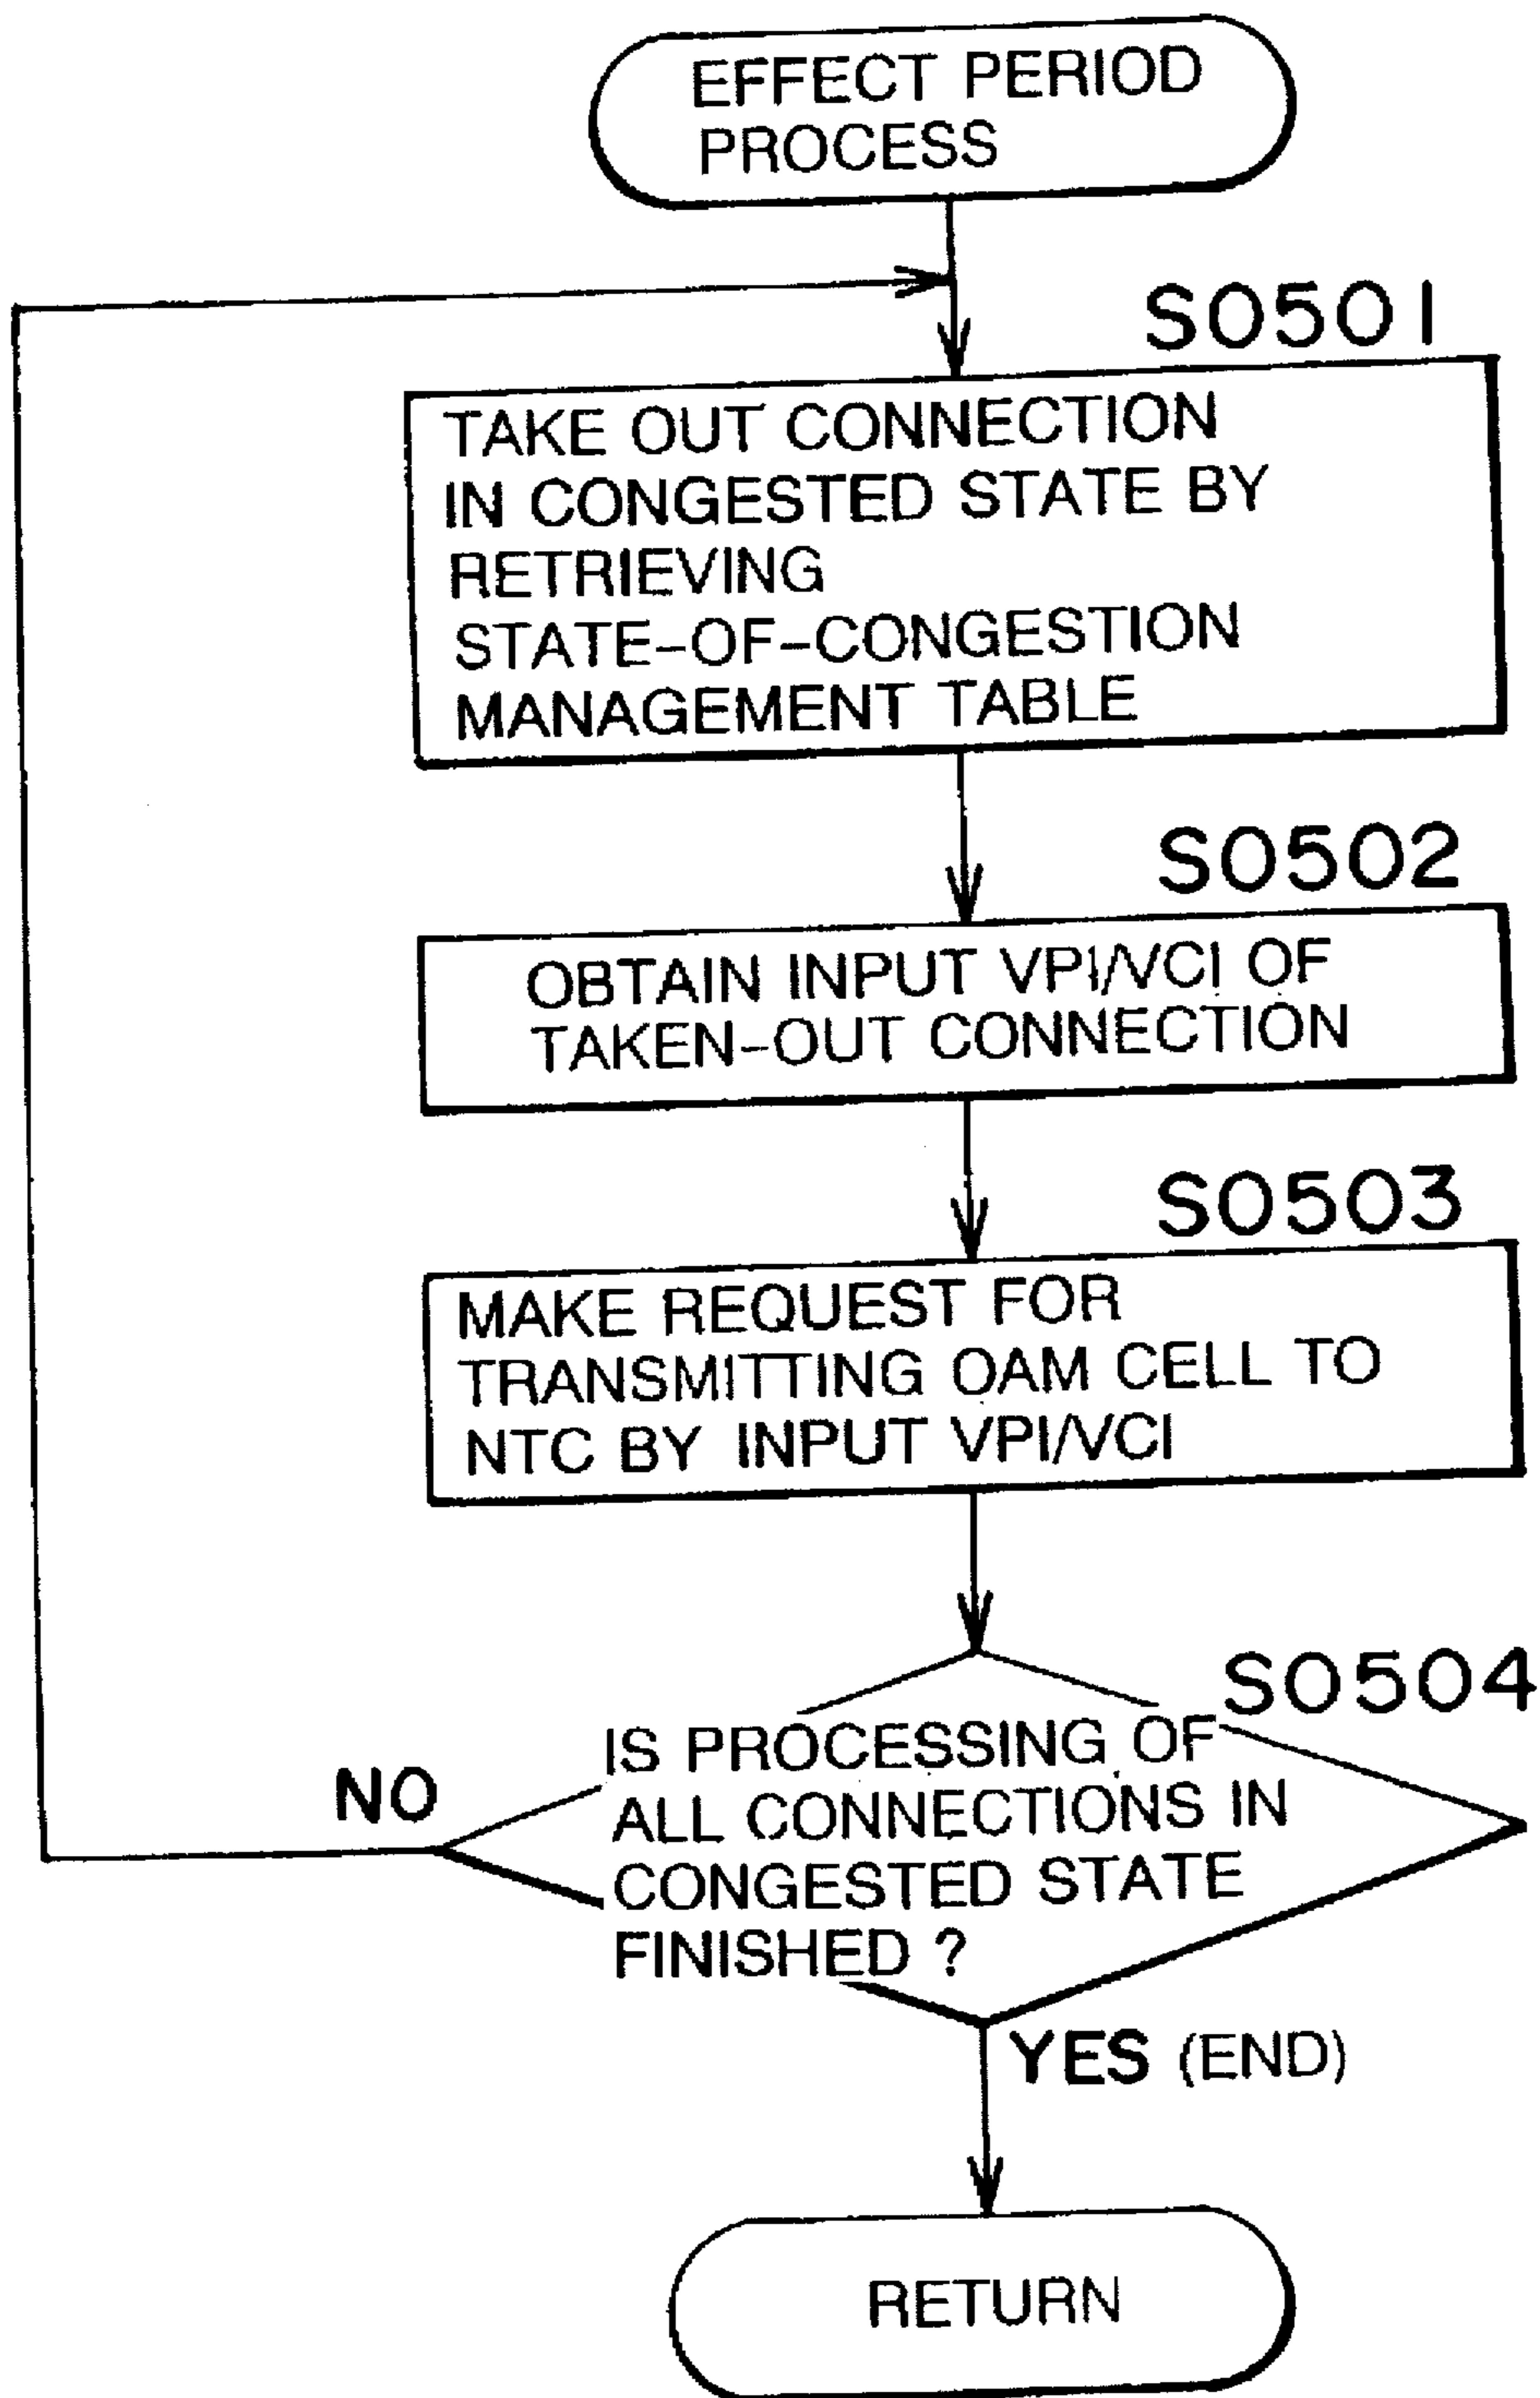 EFFECT PERIOD
PROCESS
S0501
TAKE OUT CONNECTION
IN CONGESTED STATE BY
RETRIEVING
STATE-OF-CONGESTION
MANAGEMENT TABLE
S0502
OBTAIN INPUT VPI/VCI OF
TAKEN-OUT CONNECTION
S0503
MAKE REQUEST FOR
TRANSMITTING OAM CELL TO
NTC BY INPUT VPI/VCI
S0504
IS PROCESSING OF
ALL CONNECTIONS IN
CONGESTED STATE
FINISHED ?
NO
YES (END)
RETURN